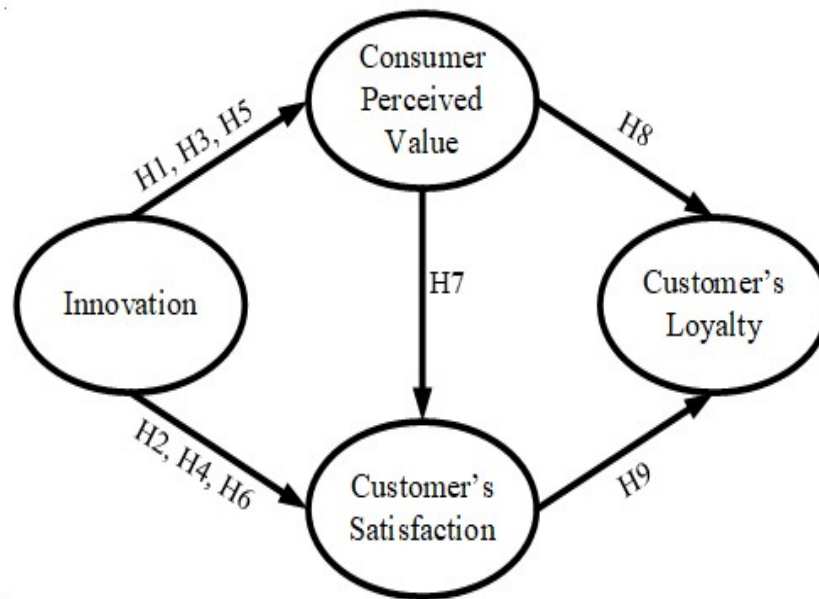 Consumer
Perceived
Value
H1, H3, H5
H8
Innovation
H7
Customer’s
Loyalty
H2, H4, H6
Customer’s
Satisfaction
H9